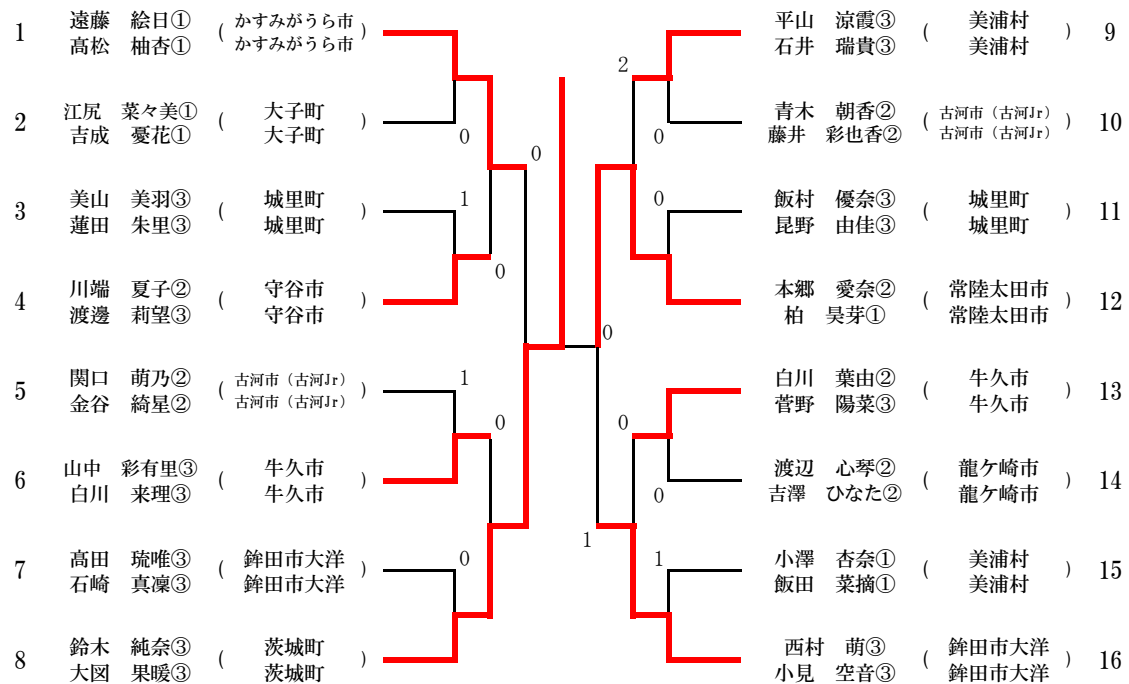 1 遠藤 絵日① ( かすみがうら市 )
髙松 柚杏① かすみがうら市
2 江尻 菜々美① ( 大子町 )
吉成 憂花① 大子町
3 美山 美羽③ ( 城里町 )
蓮田 朱里③ 城里町
4 川端 夏子② ( 守谷市 )
渡邊 莉望③ 守谷市
5 関口 萌乃② ( 古河市（古河Jr） )
金谷 綺星② 古河市（古河Jr）
6 山中 彩有里③ ( 牛久市 )
白川 来理③ 牛久市
7 髙田 琉唯③ ( 鉾田市大洋 )
石崎 真凜③ 鉾田市大洋
8 鈴木 純奈③ ( 茨城町 )
大図 果暖③ 茨城町
0
1
0
0
1
0
0
2
0
0
0
0
0
1
1
平山 涼霞③ ( 美浦村 ) 9
石井 瑞貴③ 美浦村
青木 朝香② ( 古河市（古河Jr） ) 10
藤井 彩也香② 古河市（古河Jr）
飯村 優奈③ ( 城里町 ) 11
昆野 由佳③ 城里町
本郷 愛奈② ( 常陸太田市 ) 12
柏 昊芽① 常陸太田市
白川 葉由② ( 牛久市 ) 13
菅野 陽菜③ 牛久市
渡辺 心琴② ( 龍ケ崎市 ) 14
吉澤 ひなた② 龍ケ崎市
小澤 杏奈① ( 美浦村 ) 15
飯田 菜摘① 美浦村
西村 萌③ ( 鉾田市大洋 ) 16
小見 空音③ 鉾田市大洋